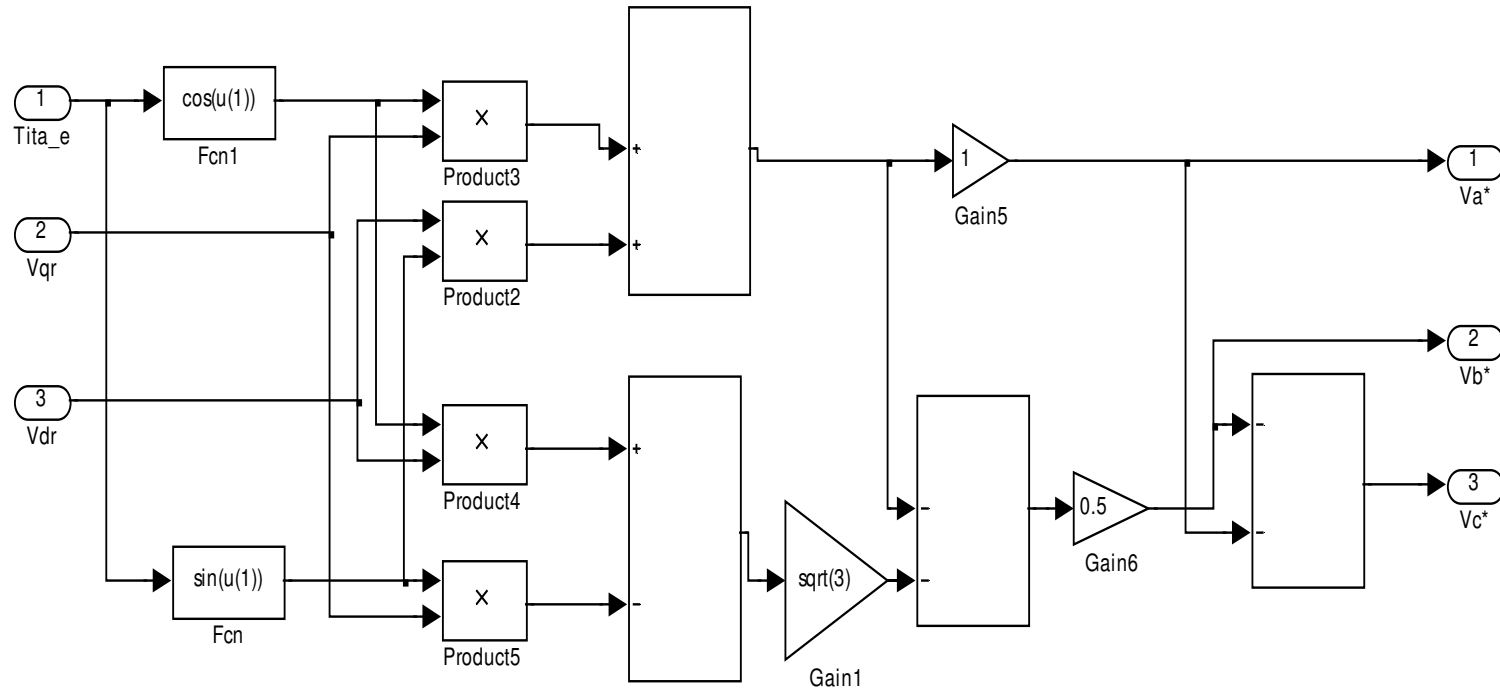 1
Tita_e
cos(u(1))
Fcn1
X
Product3
+
+
1
Gain5
1
Va*
2
Vqr
X
Product2
2
Vb*
3
Vdr
X
Product4
+
-
sqrt(3)
Gain1
-
-
0.5
Gain6
-
-
3
Vc*
sin(u(1))
Fcn
X
Product5